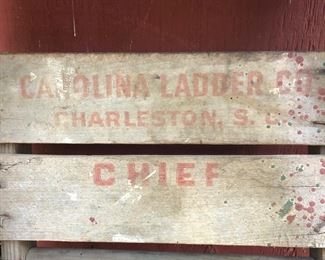 CAROLINA LADDER CO.
CHARLESTON, S. C.
CHIEF